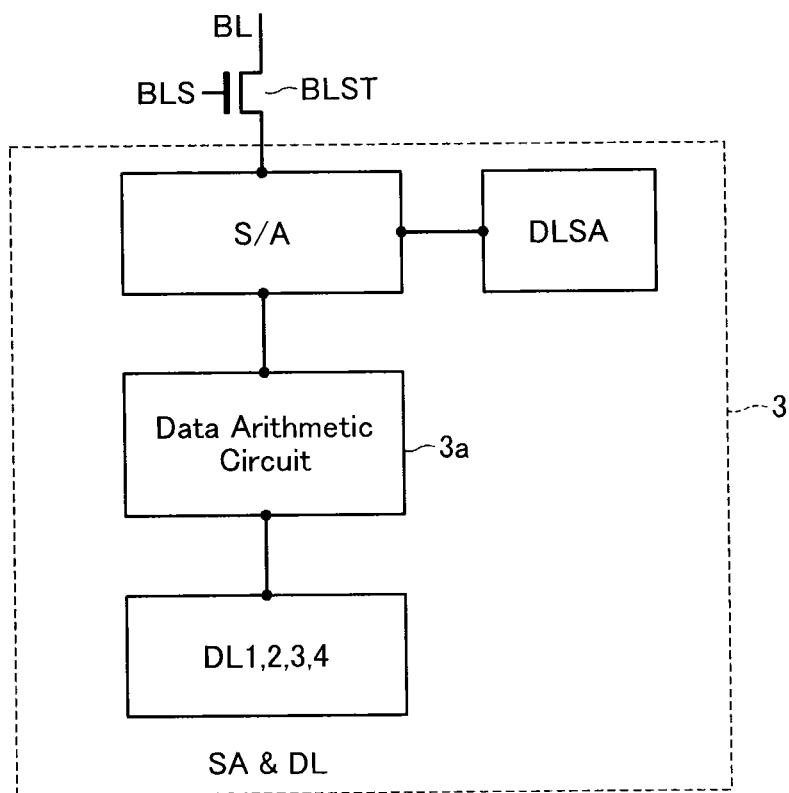 BL
BLS
BLST
S/A
DLSA
Data Arithmetic
Circuit
3a
3
DL1,2,3,4
SA & DL